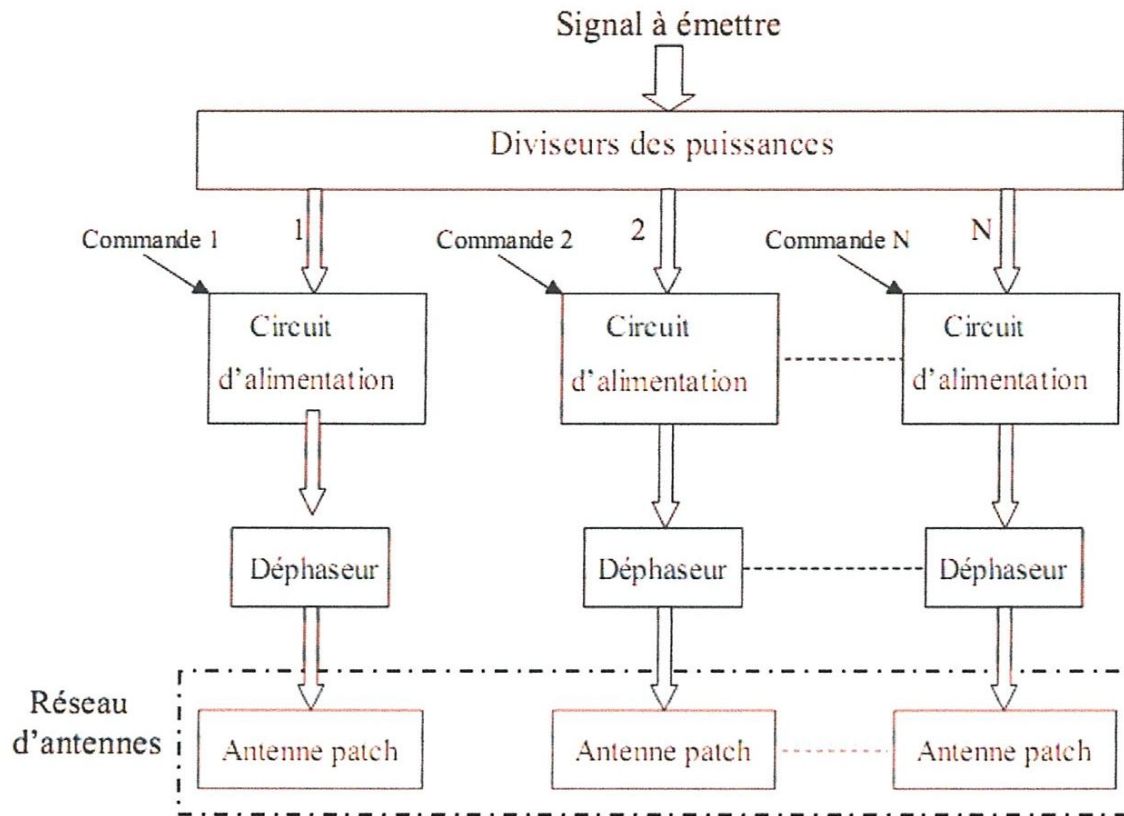 Signal à émettre
Diviseurs des puissances
1
2
N
Commande 1
Commande 2
Commande N
Circuit
d'alimentation
Circuit
d'alimentation
Circuit
d'alimentation
Déphaseur
Déphaseur
Déphaseur
Réseau
d'antennes
Antenne patch
Antenne patch
Antenne patch